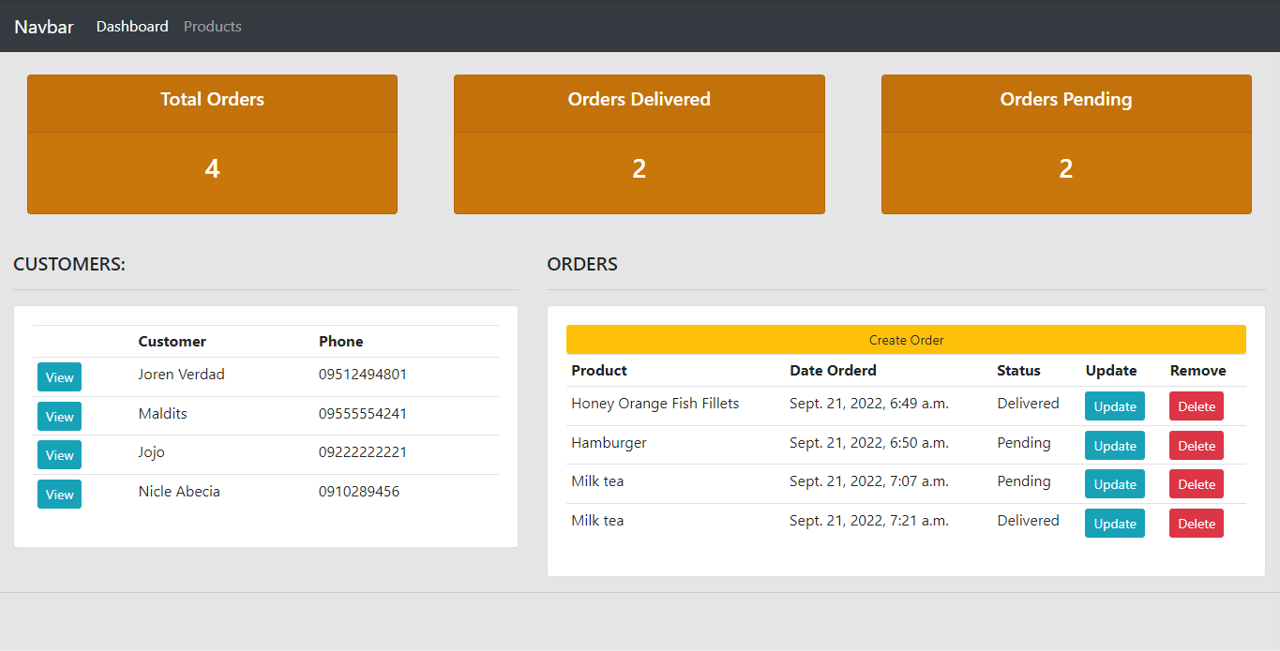 Navbar Dashboard Products
Total Orders
4
Orders Delivered
2
Orders Pending
2
CUSTOMERS:
Customer Phone
View Joren Verdad 09512494801
View Maldits 09555554241
View Jojo 09222222221
View Nicle Abecia 0910289456
ORDERS
Create Order
Product Date Orderd Status Update Remove
Honey Orange Fish Fillets Sept. 21, 2022, 6:49 a.m. Delivered Update Delete
Hamburger Sept. 21, 2022, 6:50 a.m. Pending Update Delete
Milk tea Sept. 21, 2022, 7:07 a.m. Pending Update Delete
Milk tea Sept. 21, 2022, 7:21 a.m. Delivered Update Delete